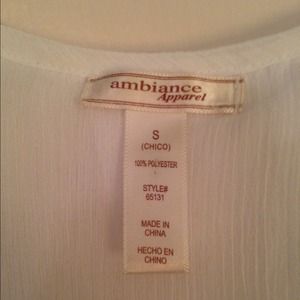 ambiance
Apparel
S
(CHICO)
100% POLYESTER
STYLE#
65131
MADE IN
CHINA
HECHO EN
CHINO